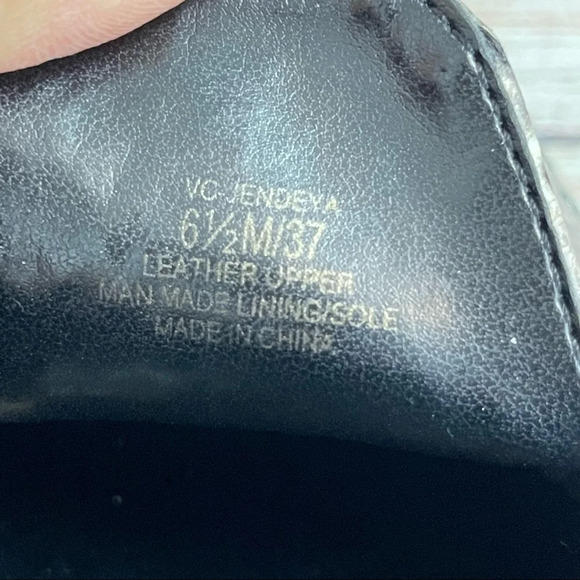 VC-JENDEYA
6½M/37
LEATHER UPPER
MAN MADE LINING/SOLE
MADE IN CHINA